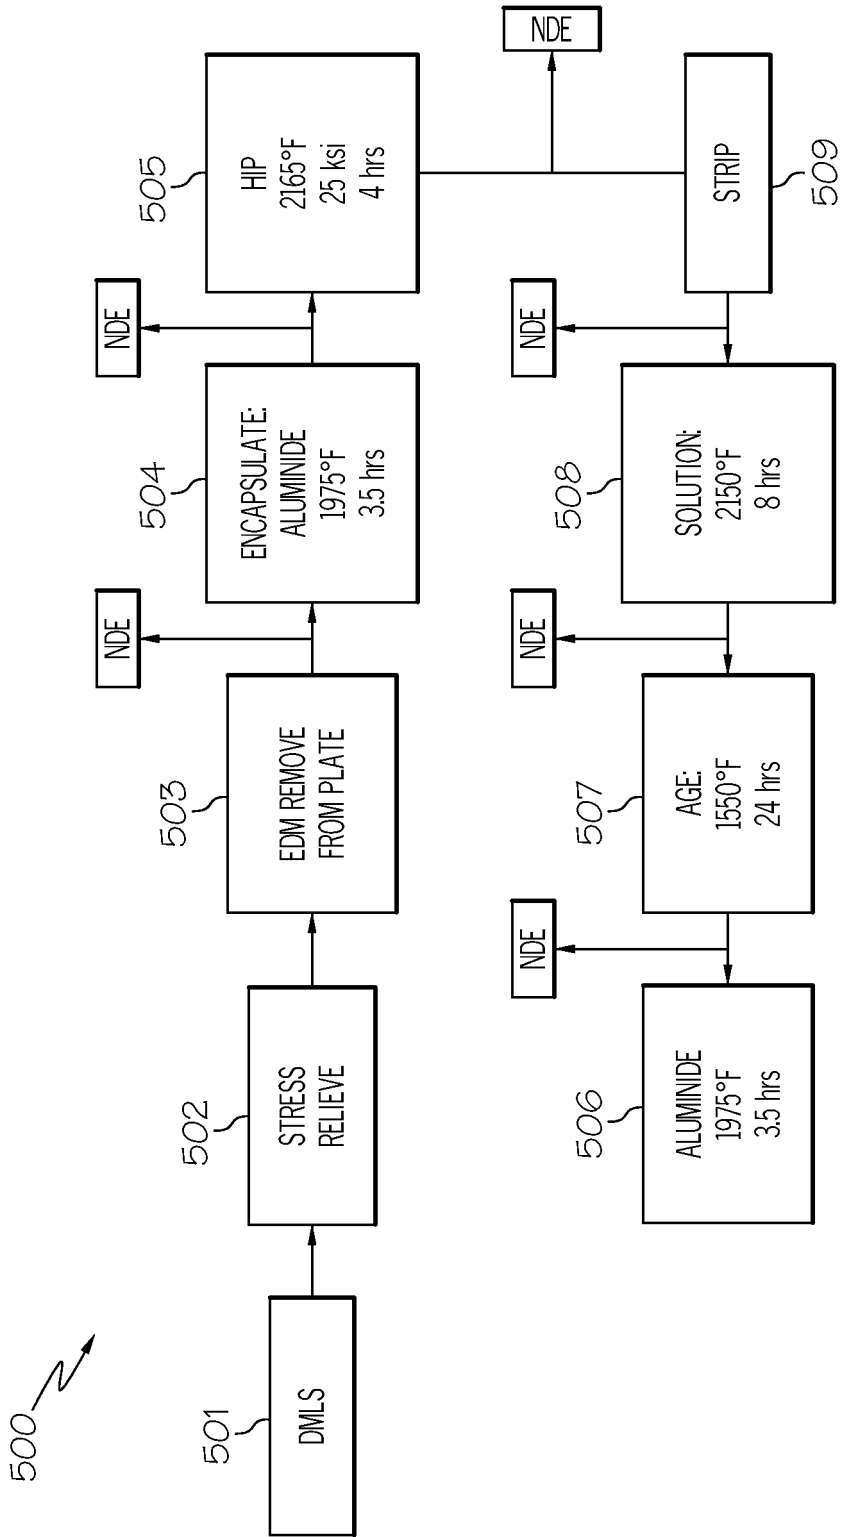 500
501
DMLS
502
STRESS
RELIEVE
503
EDM REMOVE
FROM PLATE
NDE
504
ENCAPSULATE:
ALUMINIDE
1975°F
3.5 hrs
NDE
505
HIP
2165°F
25 ksi
4 hrs
NDE
STRIP
509
NDE
508
SOLUTION:
2150°F
8 hrs
NDE
507
AGE:
1550°F
24 hrs
NDE
506
ALUMINIDE
1975°F
3.5 hrs